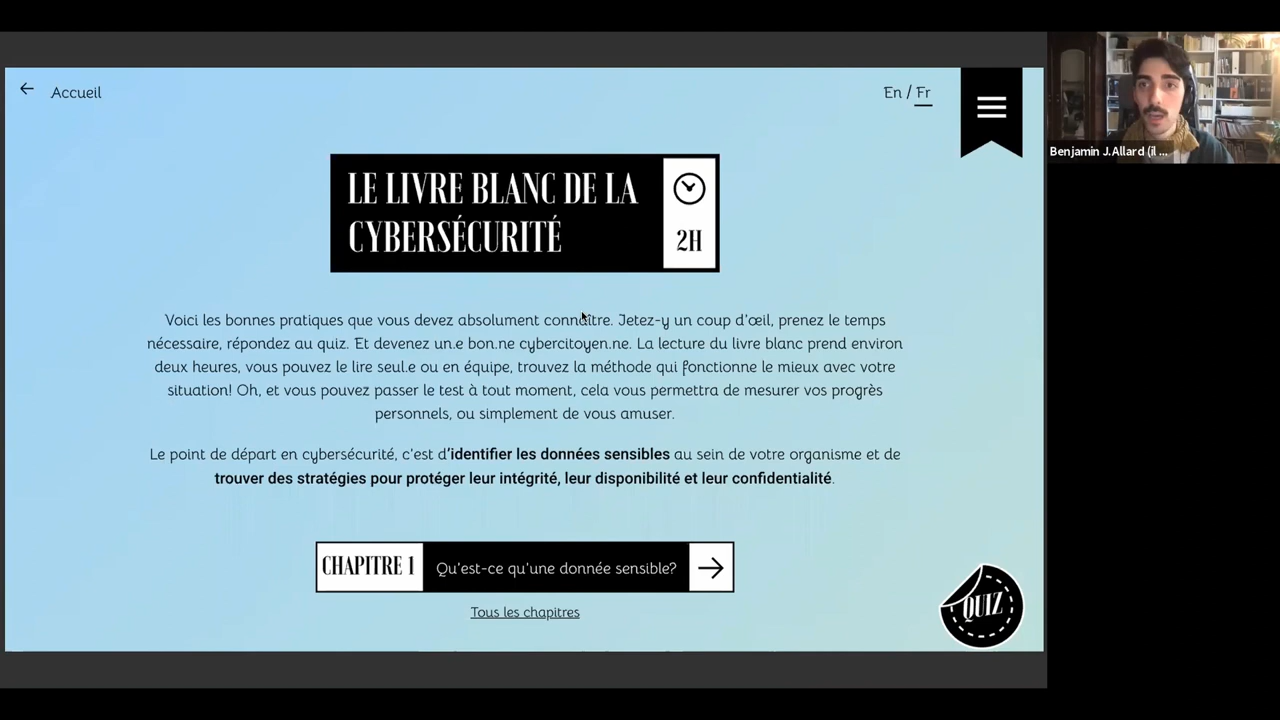 Accueil
En / Fr
LE LIVRE BLANC DE LA
CYBERSÉCURITÉ
2H
Voici les bonnes pratiques que vous devez absolument connaître. Jetez-y un coup d'œil, prenez le temps
nécessaire, répondez au quiz. Et devenez un.e bon.ne cybercitoyen.ne. La lecture du livre blanc prend environ
deux heures, vous pouvez le lire seul.e ou en équipe, trouvez la méthode qui fonctionne le mieux avec votre
situation! Oh, et vous pouvez passer le test à tout moment, cela vous permettra de mesurer vos progrès
personnels, ou simplement de vous amuser.
Le point de départ en cybersécurité, c'est d'identifier les données sensibles au sein de votre organisme et de
trouver des stratégies pour protéger leur intégrité, leur disponibilité et leur confidentialité.
CHAPITRE 1 Qu'est-ce qu'une donnée sensible?
Tous les chapitres
QUIZ
Benjamin J.Allard (il ...